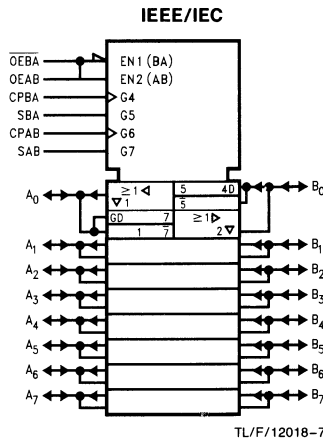 IEEE/IEC
O̅E̅B̅A̅ EN1 (BA)
OEAB EN2 (AB)
CPBA G4
SBA G5
CPAB G6
SAB G7
A₀ ≥1 5 4D B₀
▽1 5̅
GD 7 ≥1
1 7̅ 2▽
A₁ B₁
A₂ B₂
A₃ B₃
A₄ B₄
A₅ B₅
A₆ B₆
A₇ B₇
TL/F/12018-7